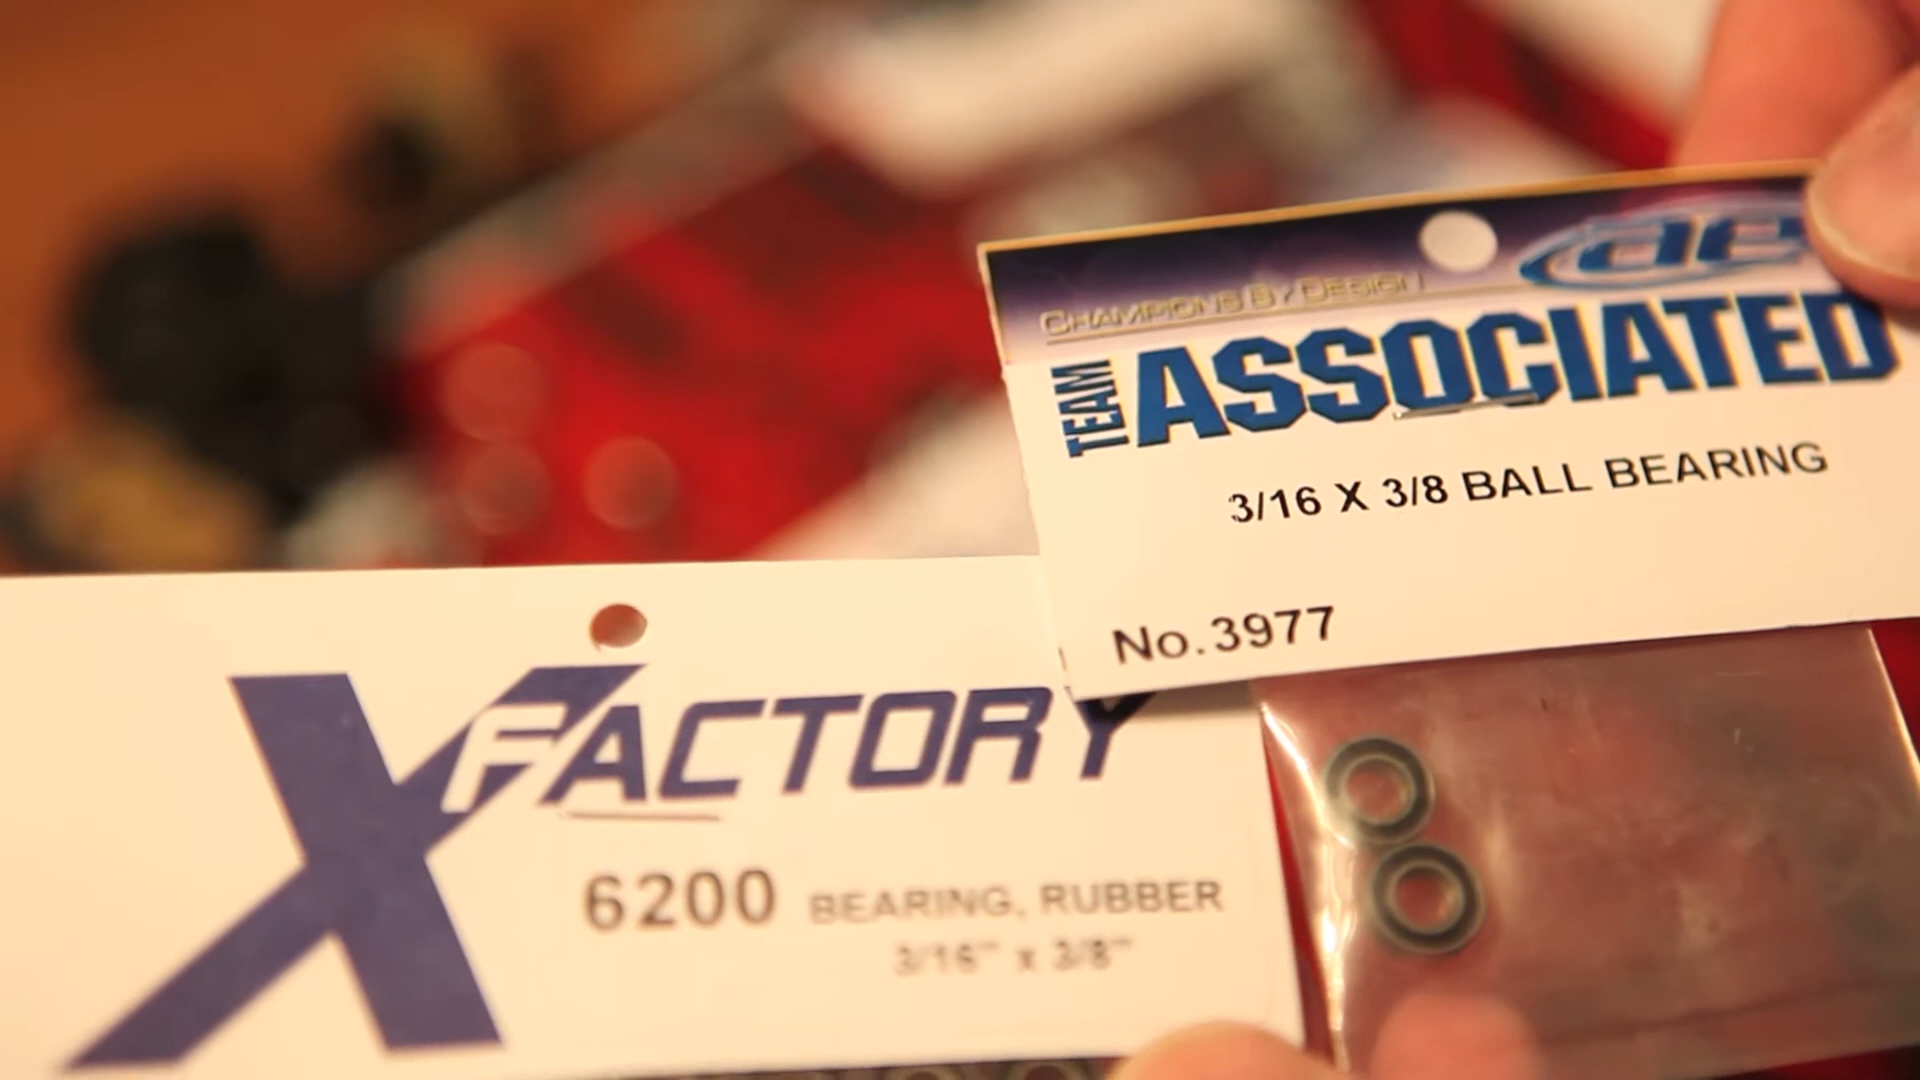 CHAMPIONS BY DESIGN
ae
TEAM ASSOCIATED
3/16 X 3/8 BALL BEARING
No.3977
X FACTORY
6200 BEARING, RUBBER
3/16" x 3/8"